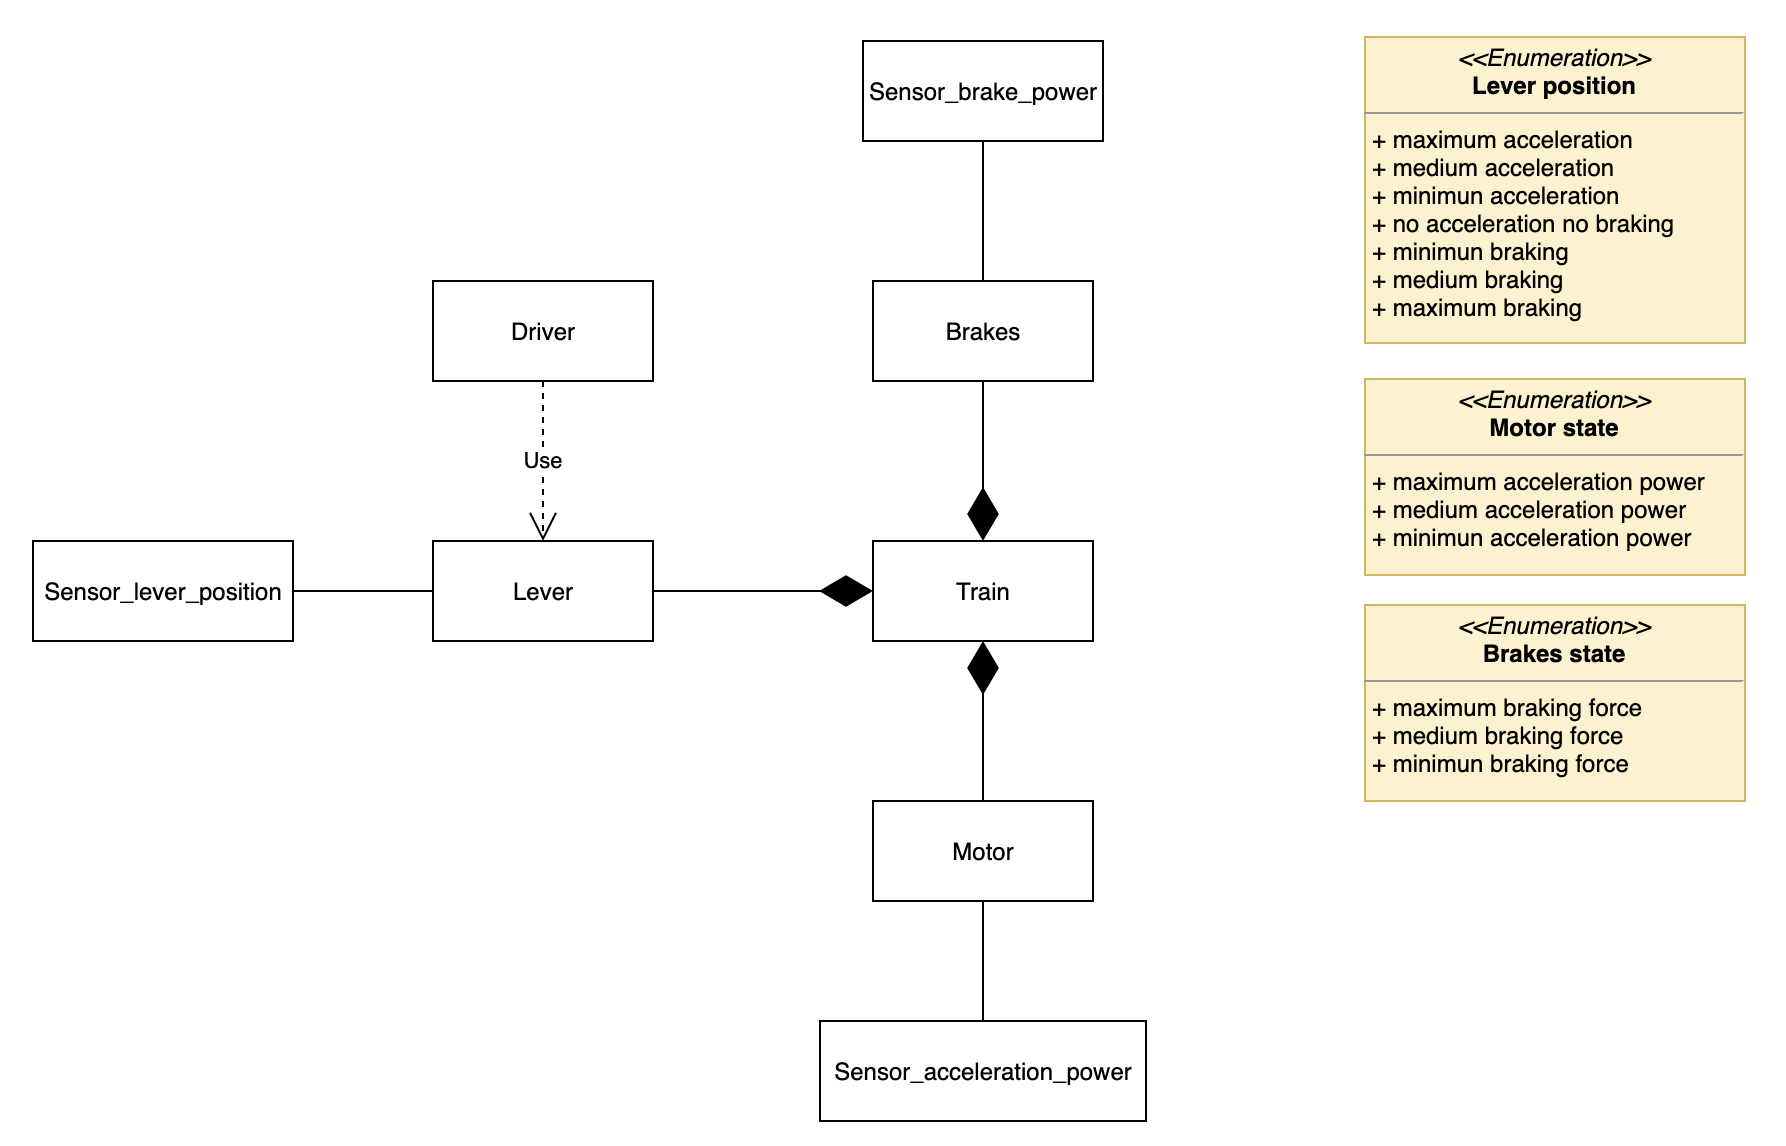 Sensor_brake_power
Driver
Brakes
Use
Sensor_lever_position
Lever
Train
Motor
Sensor_acceleration_power
<<Enumeration>>
Lever position
+ maximum acceleration
+ medium acceleration
+ minimun acceleration
+ no acceleration no braking
+ minimun braking
+ medium braking
+ maximum braking
<<Enumeration>>
Motor state
+ maximum acceleration power
+ medium acceleration power
+ minimun acceleration power
<<Enumeration>>
Brakes state
+ maximum braking force
+ medium braking force
+ minimun braking force